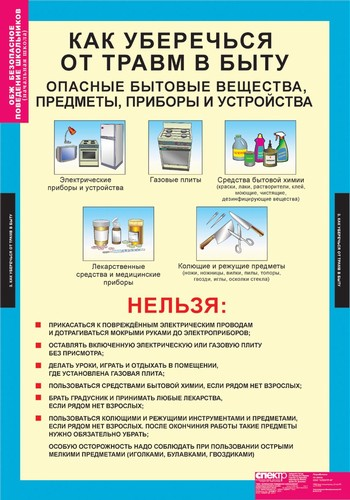 ОБЖ БЕЗОПАСНОЕ
ПОВЕДЕНИЕ ШКОЛЬНИКОВ
(начальная школа)
КАК УБЕРЕЧЬСЯ
ОТ ТРАВМ В БЫТУ
ОПАСНЫЕ БЫТОВЫЕ ВЕЩЕСТВА,
ПРЕДМЕТЫ, ПРИБОРЫ И УСТРОЙСТВА
Электрические
приборы и устройства
Газовые плиты
Средства бытовой химии
(краски, лаки, растворители, клей,
моющие, чистящие,
дезинфицирующие вещества)
Лекарственные
средства и медицинские
приборы
Колющие и режущие предметы
(ножи, ножницы, вилки, пилы, топоры,
гвозди, иглы, осколки стекла)
5. КАК УБЕРЕЧЬСЯ ОТ ТРАВМ В БЫТУ
5. КАК УБЕРЕЧЬСЯ ОТ ТРАВМ В БЫТУ
НЕЛЬЗЯ:
ПРИКАСАТЬСЯ К ПОВРЕЖДЁННЫМ ЭЛЕКТРИЧЕСКИМ ПРОВОДАМ
И ДОТРАГИВАТЬСЯ МОКРЫМИ РУКАМИ ДО ЭЛЕКТРОПРИБОРОВ;
ОСТАВЛЯТЬ ВКЛЮЧЕННУЮ ЭЛЕКТРИЧЕСКУЮ ИЛИ ГАЗОВУЮ ПЛИТУ
БЕЗ ПРИСМОТРА;
ДЕЛАТЬ УРОКИ, ИГРАТЬ И ОТДЫХАТЬ В ПОМЕЩЕНИИ,
ГДЕ УСТАНОВЛЕНА ГАЗОВАЯ ПЛИТА;
ПОЛЬЗОВАТЬСЯ СРЕДСТВАМИ БЫТОВОЙ ХИМИИ, ЕСЛИ РЯДОМ НЕТ ВЗРОСЛЫХ;
БРАТЬ ГРАДУСНИК И ПРИНИМАТЬ ЛЮБЫЕ ЛЕКАРСТВА,
ЕСЛИ РЯДОМ НЕТ ВЗРОСЛЫХ;
ПОЛЬЗОВАТЬСЯ КОЛЮЩИМИ И РЕЖУЩИМИ ИНСТРУМЕНТАМИ И ПРЕДМЕТАМИ,
ЕСЛИ РЯДОМ НЕТ ВЗРОСЛЫХ. ПОСЛЕ ОКОНЧАНИЯ РАБОТЫ ТАКИЕ ПРЕДМЕТЫ
НУЖНО ОБЯЗАТЕЛЬНО УБРАТЬ;
ОСОБУЮ ОСТОРОЖНОСТЬ НАДО СОБЛЮДАТЬ ПРИ ПОЛЬЗОВАНИИ ОСТРЫМИ
МЕЛКИМИ ПРЕДМЕТАМИ (ИГОЛКАМИ, БУЛАВКАМИ, ГВОЗДИКАМИ)
спектр